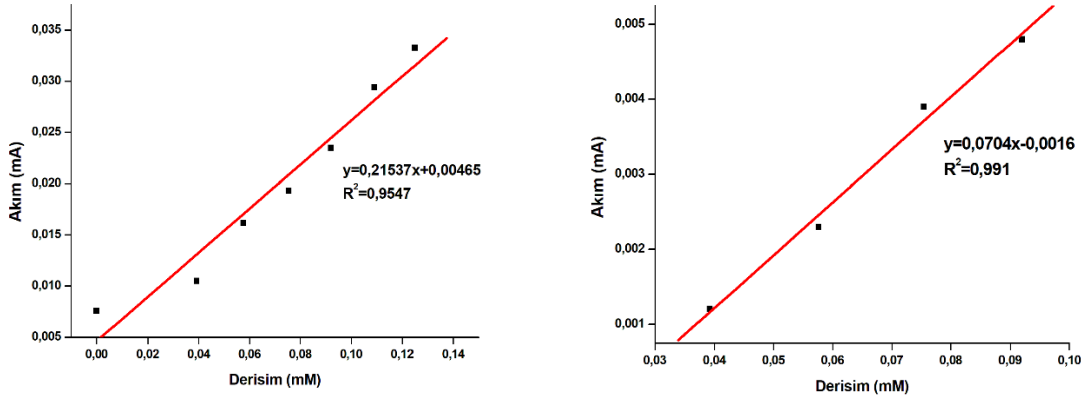 Akım (mA)
0,035
0,030
0,025
0,020
0,015
0,010
0,005
y=0,21537x+0,00465
R²=0,9547
0,00 0,02 0,04 0,06 0,08 0,10 0,12 0,14
Derisim (mM)
Akım (mA)
0,005
0,004
0,003
0,002
0,001
y=0,0704x-0,0016
R²=0,991
0,03 0,04 0,05 0,06 0,07 0,08 0,09 0,10
Derisim (mM)